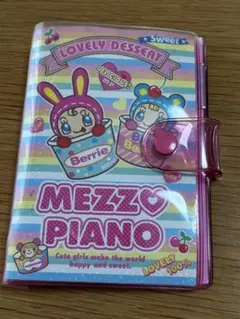 Sweet
LOVELY DESSERT
Berrie
MEZZO
PIANO
Cute girls make the world
happy and sweet.
LOVELY
100%